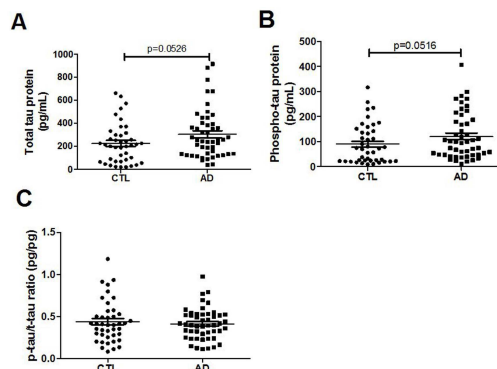 A
p=0.0526
Total tau protein
(pg/mL)
1000
800
600
400
200
0
CTL
AD
B
p=0.0516
Phospho-tau protein
(pg/mL)
500
400
300
200
100
0
CTL
AD
C
p-tau/t-tau ratio (pg/pg)
1.5
1.0
0.5
0.0
CTL
AD